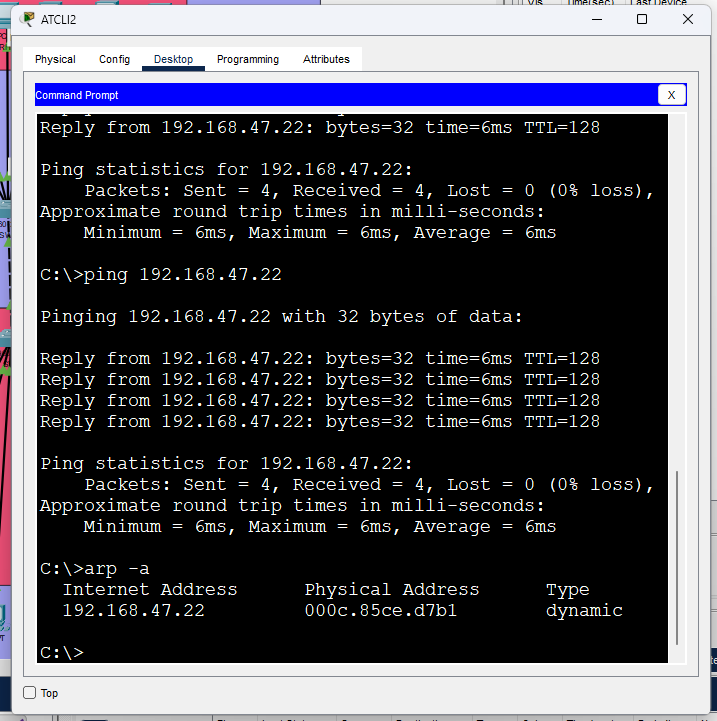 Vis. Time(sec) Last Device
ATCLI2
Physical Config Desktop Programming Attributes
Command Prompt X
Reply from 192.168.47.22: bytes=32 time=6ms TTL=128
Ping statistics for 192.168.47.22:
Packets: Sent = 4, Received = 4, Lost = 0 (0% loss),
Approximate round trip times in milli-seconds:
Minimum = 6ms, Maximum = 6ms, Average = 6ms
C:\>ping 192.168.47.22
Pinging 192.168.47.22 with 32 bytes of data:
Reply from 192.168.47.22: bytes=32 time=6ms TTL=128
Reply from 192.168.47.22: bytes=32 time=6ms TTL=128
Reply from 192.168.47.22: bytes=32 time=6ms TTL=128
Reply from 192.168.47.22: bytes=32 time=6ms TTL=128
Ping statistics for 192.168.47.22:
Packets: Sent = 4, Received = 4, Lost = 0 (0% loss),
Approximate round trip times in milli-seconds:
Minimum = 6ms, Maximum = 6ms, Average = 6ms
C:\>arp -a
Internet Address Physical Address Type
192.168.47.22 000c.85ce.d7b1 dynamic
C:\>
Top